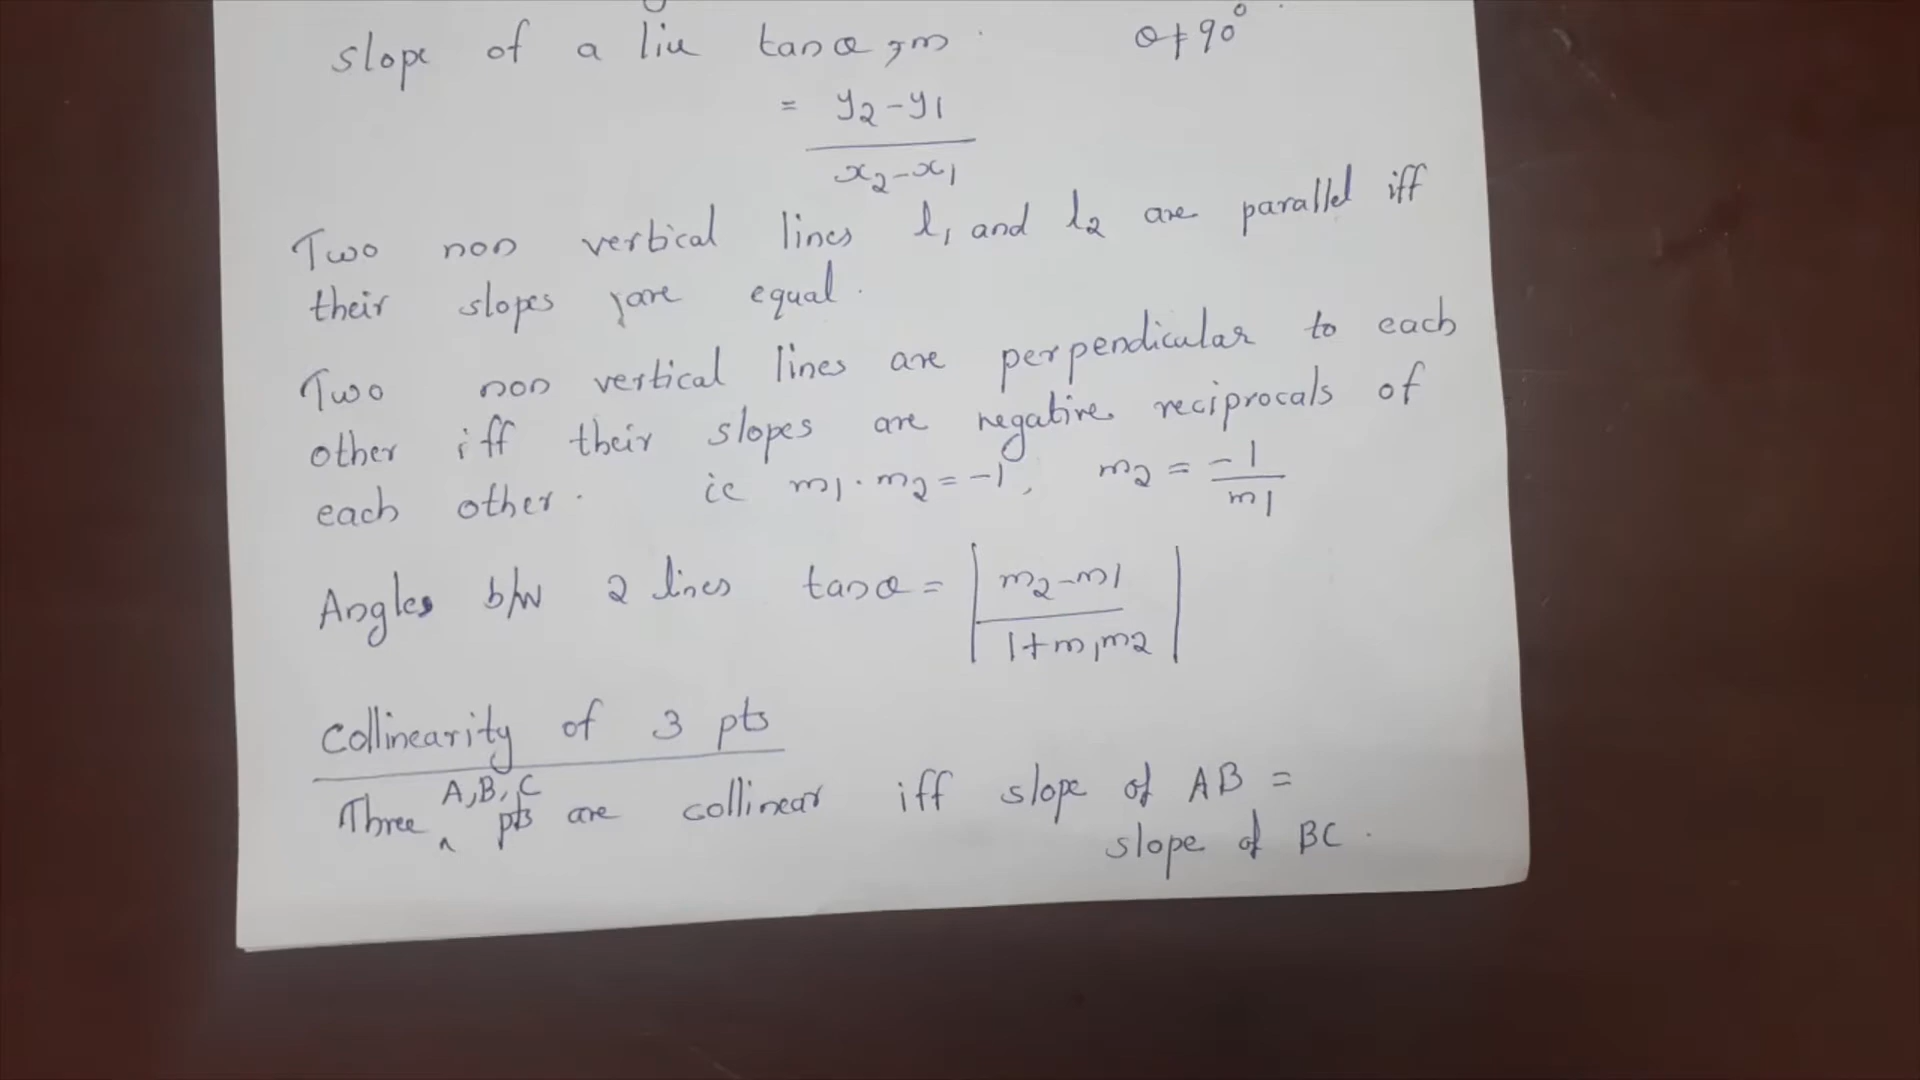 slope of a line tanθ, m. θ≠90°.
= y2-y1
x2-x1
Two non vertical lines l1 and l2 are parallel iff
their slopes are equal.
Two non vertical lines are perpendicular to each
other iff their slopes are negative reciprocals of
each other. ie m1·m2=-1, m2 = -1/m1
Angles b/w 2 lines tanθ = | m2-m1 / 1+m1m2 |
Collinearity of 3 pts
Three A,B,C pts are collinear iff slope of AB =
slope of BC.